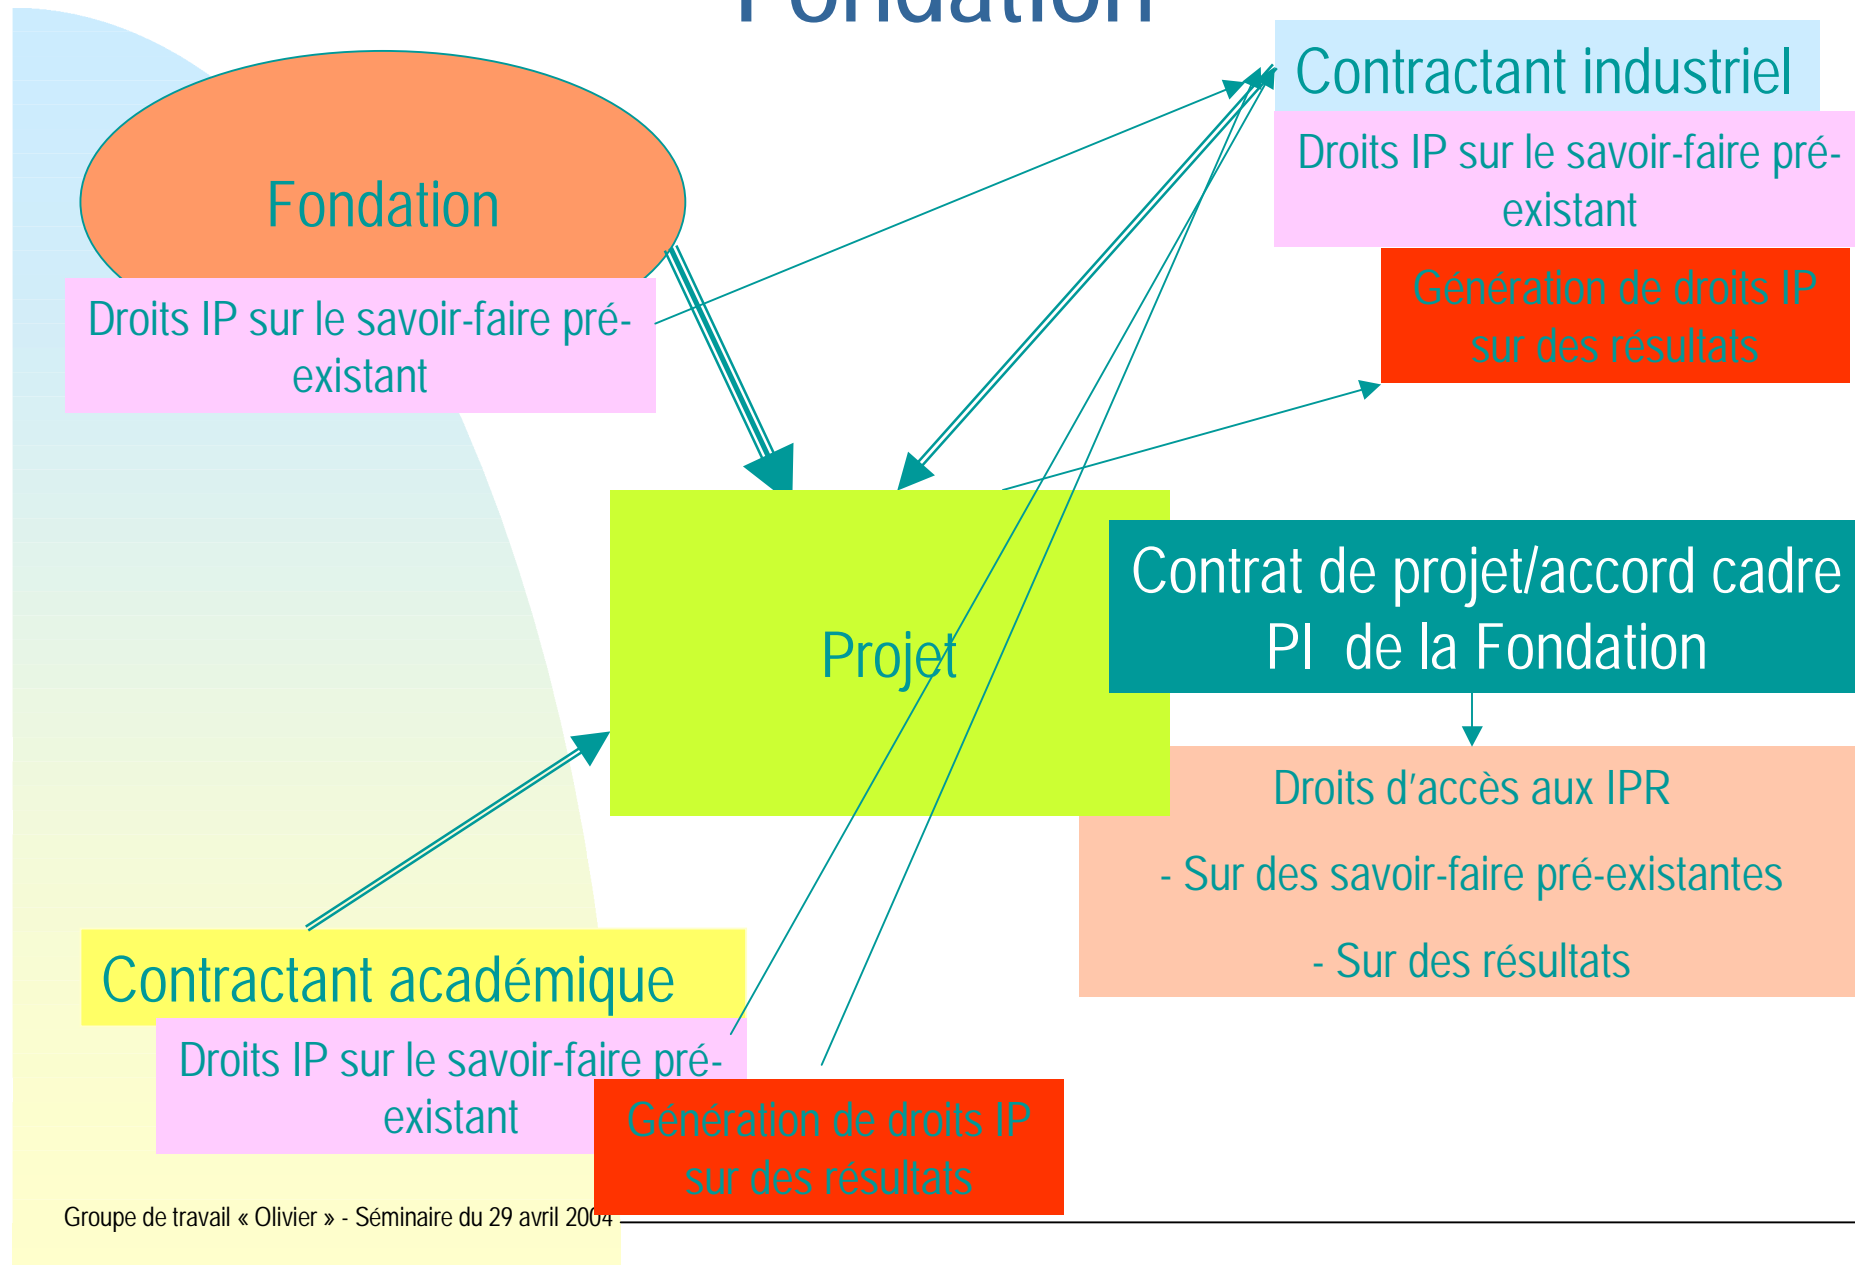 Fondation
Contractant industriel
Droits IP sur le savoir-faire pré-
existant
Génération de droits IP
sur des résultats
Fondation
Droits IP sur le savoir-faire pré-
existant
Projet
Contrat de projet/accord cadre
PI de la Fondation
Droits d'accès aux IPR
- Sur des savoir-faire pré-existantes
- Sur des résultats
Contractant académique
Droits IP sur le savoir-faire pré-
existant
Génération de droits IP
sur des résultats
Groupe de travail « Olivier » - Séminaire du 29 avril 2004